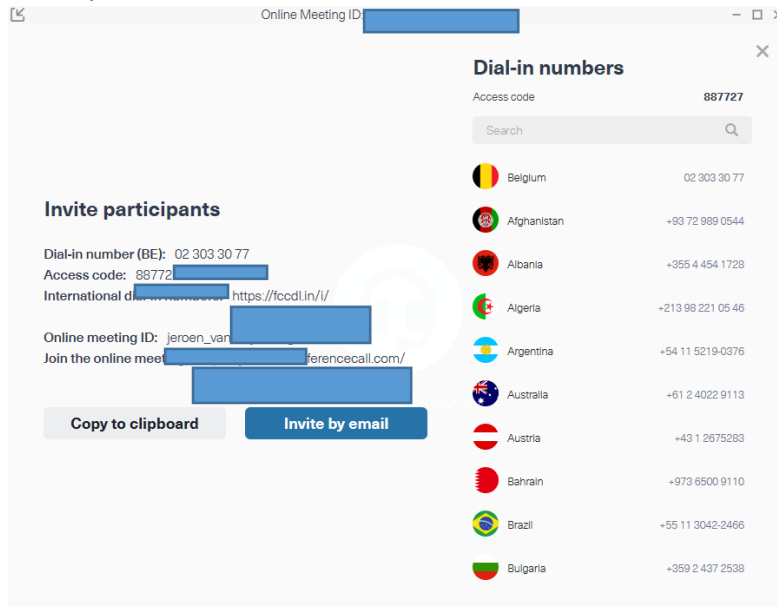 Online Meeting ID:
Dial-in numbers
Access code 887727
Search
Belgium 02 303 30 77
Afghanistan +93 72 989 0544
Albania +355 4 454 1728
Algeria +213 98 221 05 46
Argentina +54 11 5219-0376
Australia +61 2 4022 9113
Austria +43 1 2675283
Bahrain +973 6500 9110
Brazil +55 11 3042-2466
Bulgaria +359 2 437 2538
Invite participants
Dial-in number (BE): 02 303 30 77
Access code: 88772
International https://fccdl.in/i/
Online meeting ID: jeroen_van
Join the online meet ferencecall.com/
Copy to clipboard
Invite by email